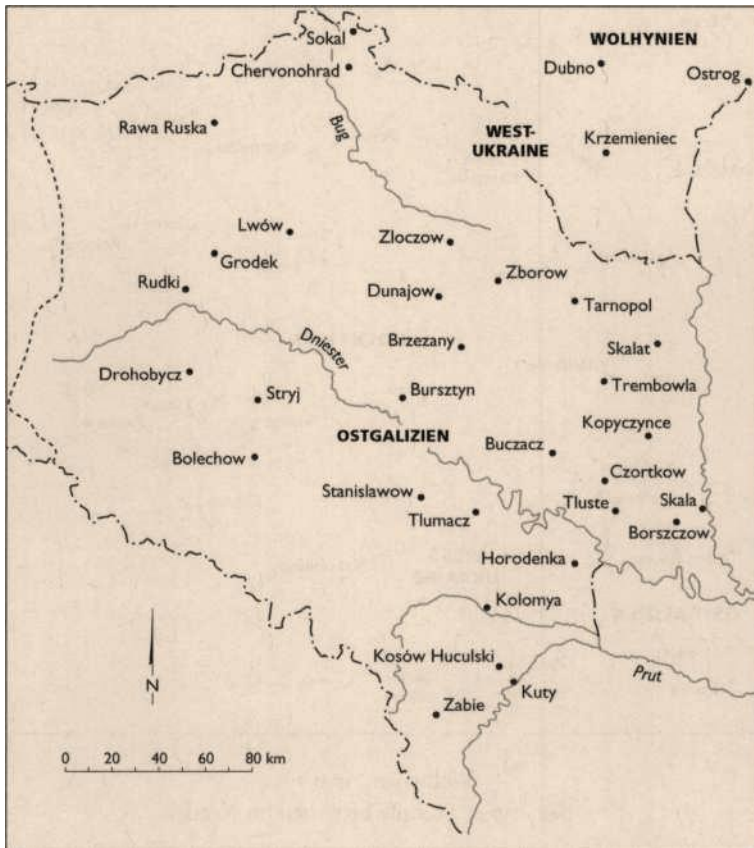 Sokal
WOLHYNIEN
Chervonohrad
Dubno
Ostrog
Rawa Ruska
Bug
WEST-
UKRAINE
Krzemieniec
Lwów
Zloczow
Grodek
Zborow
Rudki
Dunajow
Tarnopol
Dniester
Brzezany
Skalat
Drohobycz
Trembowla
Stryj
Bursztyn
Kopyczynce
OSTGALIZIEN
Buczacz
Bolechow
Czortkow
Stanislawow
Tluste
Skala
Tlumacz
Borszczow
Horodenka
Kolomya
Kosów Huculski
Prut
N
Kuty
Zabie
0 20 40 60 80 km